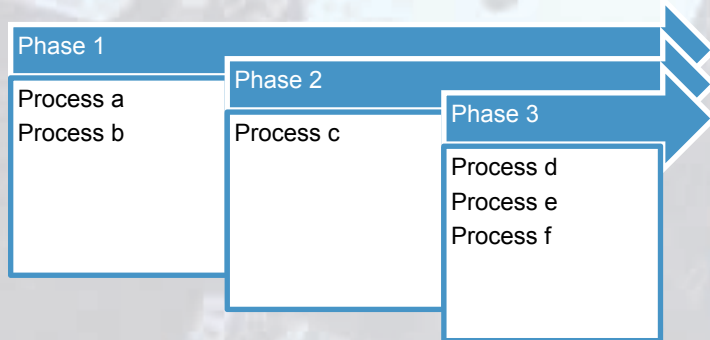 Phase 1
Process a
Process b
Phase 2
Process c
Phase 3
Process d
Process e
Process f